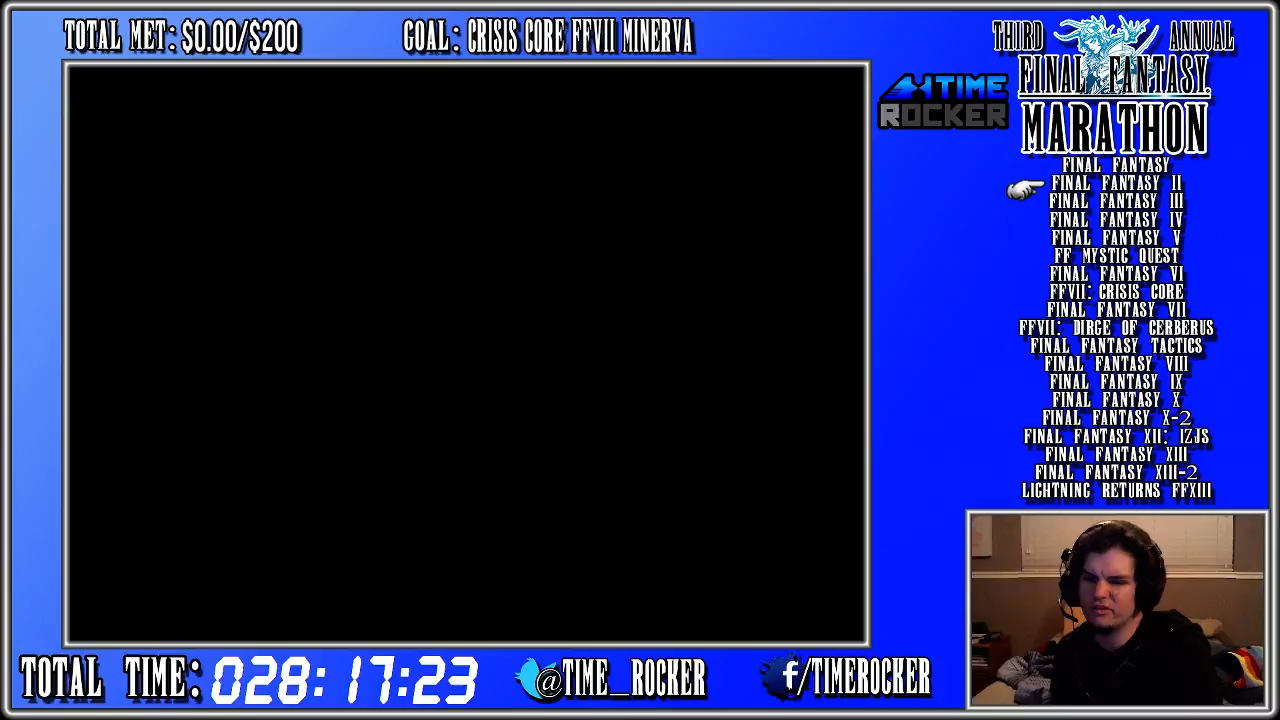 TOTAL MET: $0.00/$200
GOAL: CRISIS CORE FFVII MINERVA
THIRD ANNUAL
FINAL FANTASY
MARATHON
TIME
ROCKER
FINAL FANTASY
FINAL FANTASY II
FINAL FANTASY III
FINAL FANTASY IV
FINAL FANTASY V
FF MYSTIC QUEST
FINAL FANTASY VI
FFVII: CRISIS CORE
FINAL FANTASY VII
FFVII: DIRGE OF CERBERUS
FINAL FANTASY TACTICS
FINAL FANTASY VIII
FINAL FANTASY IX
FINAL FANTASY X
FINAL FANTASY X-2
FINAL FANTASY XII: IZJS
FINAL FANTASY XIII
FINAL FANTASY XIII-2
LIGHTNING RETURNS FFXIII
TOTAL TIME: 028:17:23
@TIME_ROCKER
f/TIMEROCKER